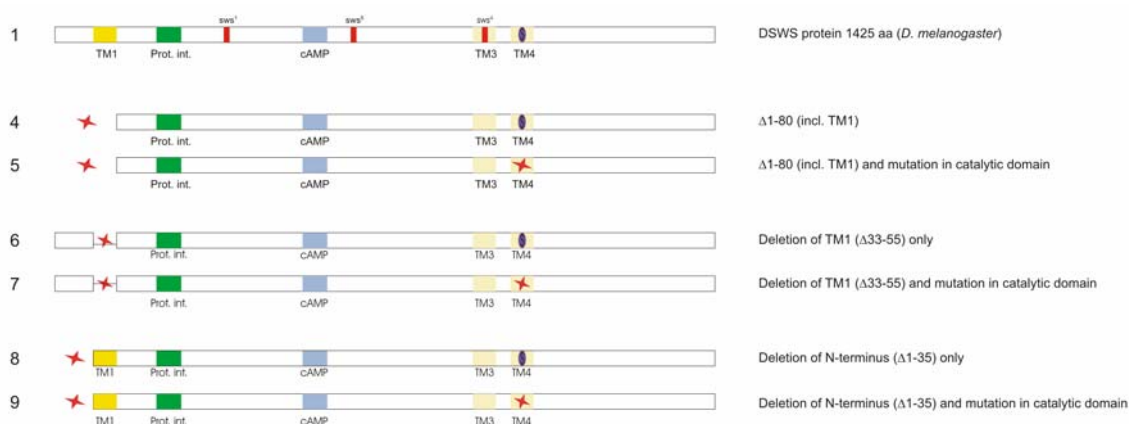 sws¹ sws⁵ sws⁴
1 DSWS protein 1425 aa (D. melanogaster)
TM1 Prot. int. cAMP TM3 TM4
4 Δ1-80 (incl. TM1)
Prot. int. cAMP TM3 TM4
5 Δ1-80 (incl. TM1) and mutation in catalytic domain
Prot. int. cAMP TM3 TM4
6 Deletion of TM1 (Δ33-55) only
Prot. int. cAMP TM3 TM4
7 Deletion of TM1 (Δ33-55) and mutation in catalytic domain
Prot. int. cAMP TM3 TM4
8 Deletion of N-terminus (Δ1-35) only
TM1 Prot. int. cAMP TM3 TM4
9 Deletion of N-terminus (Δ1-35) and mutation in catalytic domain
TM1 Prot. int. cAMP TM3 TM4